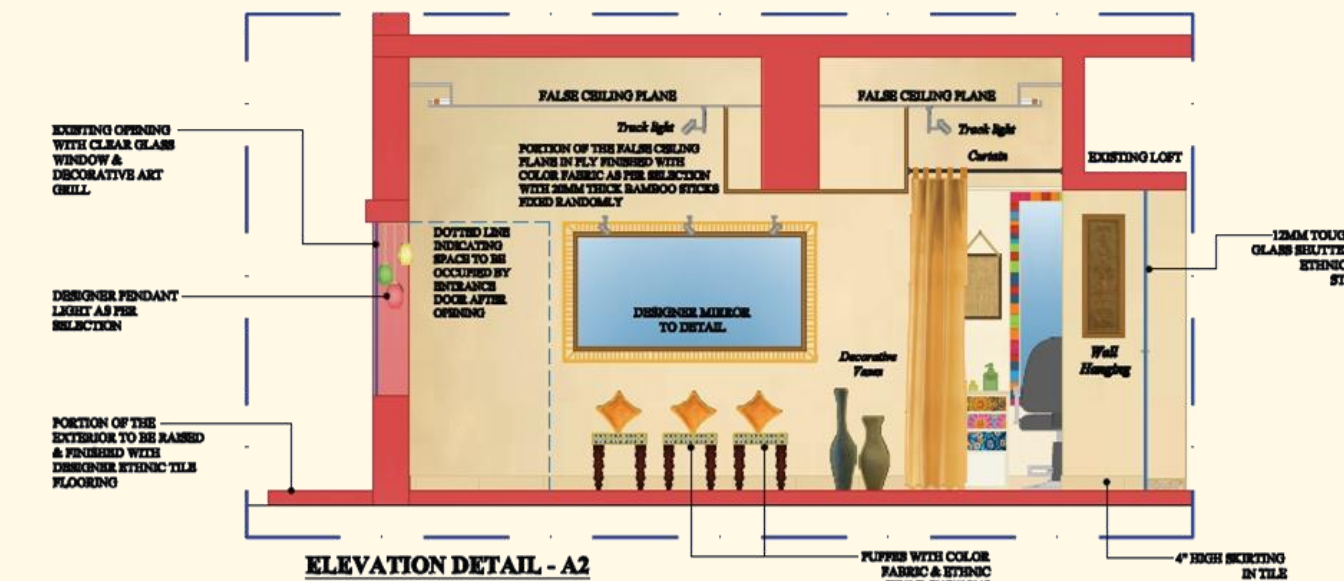 FALSE CEILING PLANE
FALSE CEILING PLANE
Track light
Track light
EXISTING OPENING
WITH CLEAR GLASS
WINDOW &
DECORATIVE ART
GRILL
PORTION OF THE FALSE CEILING
PLANE IN PLY FINISHED WITH
COLOR FABRIC AS PER SELECTION
WITH 20MM THICK BAMBOO STICKS
FIXED RANDOMLY
Curtain
EXISTING LOFT
DOTTED LINE
INDICATING
SPACE TO BE
OCCUPIED BY
ENTRANCE
DOOR AFTER
OPENING
12MM TOUG
GLASS SHUTTE
ETHNIC
ST
DESIGNER PENDANT
LIGHT AS PER
SELECTION
DESIGNER MIRROR
TO DETAIL
Decorative
Vases
Wall
Hanging
PORTION OF THE
EXTERIOR TO BE RAISED
& FINISHED WITH
DESIGNER ETHNIC TILE
FLOORING
ELEVATION DETAIL - A2
PUFFES WITH COLOR
FABRIC & ETHNIC
4" HIGH SKIRTING
IN TILE